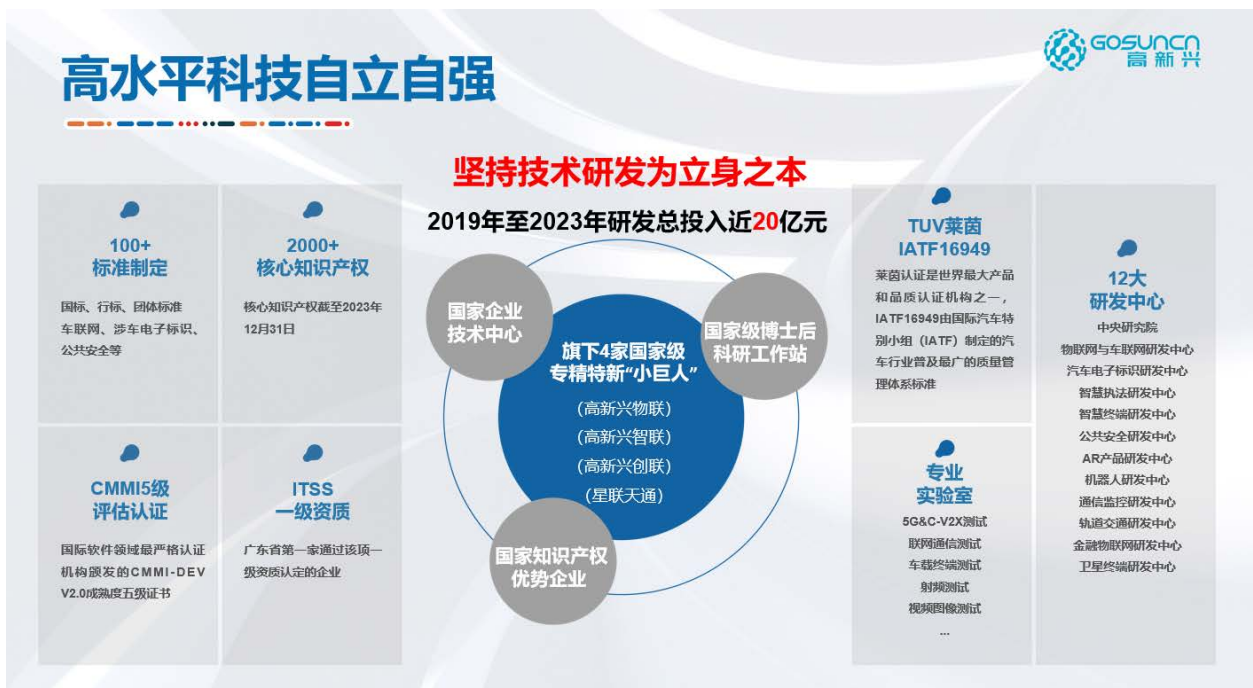 GOSUNCN
高新兴
高水平科技自立自强
坚持技术研发为立身之本
2019年至2023年研发总投入近20亿元
100+
标准制定
国标、行标、团体标准
车联网、涉车电子标识、
公共安全等
2000+
核心知识产权
核心知识产权截至2023年
12月31日
CMMI5级
评估认证
国际软件领域最严格认证
机构颁发的CMMI-DEV
V2.0成熟度五级证书
ITSS
一级资质
广东省第一家通过该项一
级资质认定的企业
国家企业
技术中心
国家级博士后
科研工作站
旗下4家国家级
专精特新“小巨人”
(高新兴物联)
(高新兴智联)
(高新兴创联)
(星联天通)
国家知识产权
优势企业
TUV莱茵
IATF16949
莱茵认证是世界最大产品
和品质认证机构之一，
IATF16949由国际汽车特
别小组（IATF）制定的汽
车行业普及最广的质量管
理体系标准
专业
实验室
5G&C-V2X测试
联网通信测试
车载终端测试
射频测试
视频图像测试
...
12大
研发中心
中央研究院
物联网与车联网研发中心
汽车电子标识研发中心
智慧执法研发中心
智慧终端研发中心
公共安全研发中心
AR产品研发中心
机器人研发中心
通信监控研发中心
轨道交通研发中心
金融物联网研发中心
卫星终端研发中心